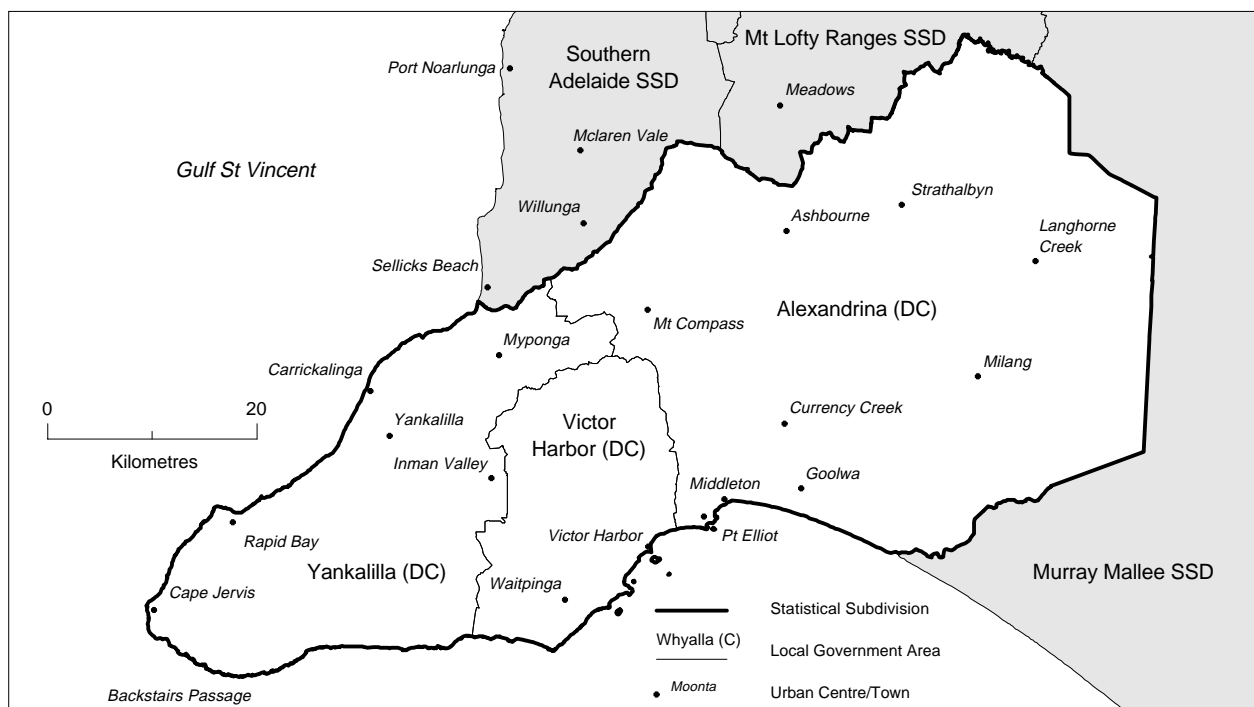 Mt Lofty Ranges SSD
Southern
Adelaide SSD
Port Noarlunga
Meadows
Mclaren Vale
Gulf St Vincent
Strathalbyn
Willunga
Ashbourne
Langhorne
Creek
Sellicks Beach
Alexandrina (DC)
Mt Compass
Myponga
Carrickalinga
Milang
0
20
Kilometres
Yankalilla
Victor
Harbor (DC)
Currency Creek
Inman Valley
Middleton
Goolwa
Rapid Bay
Victor Harbor
Pt Elliot
Yankalilla (DC)
Murray Mallee SSD
Cape Jervis
Waitpinga
Statistical Subdivision
Whyalla (C)
Local Government Area
Moonta
Urban Centre/Town
Backstairs Passage